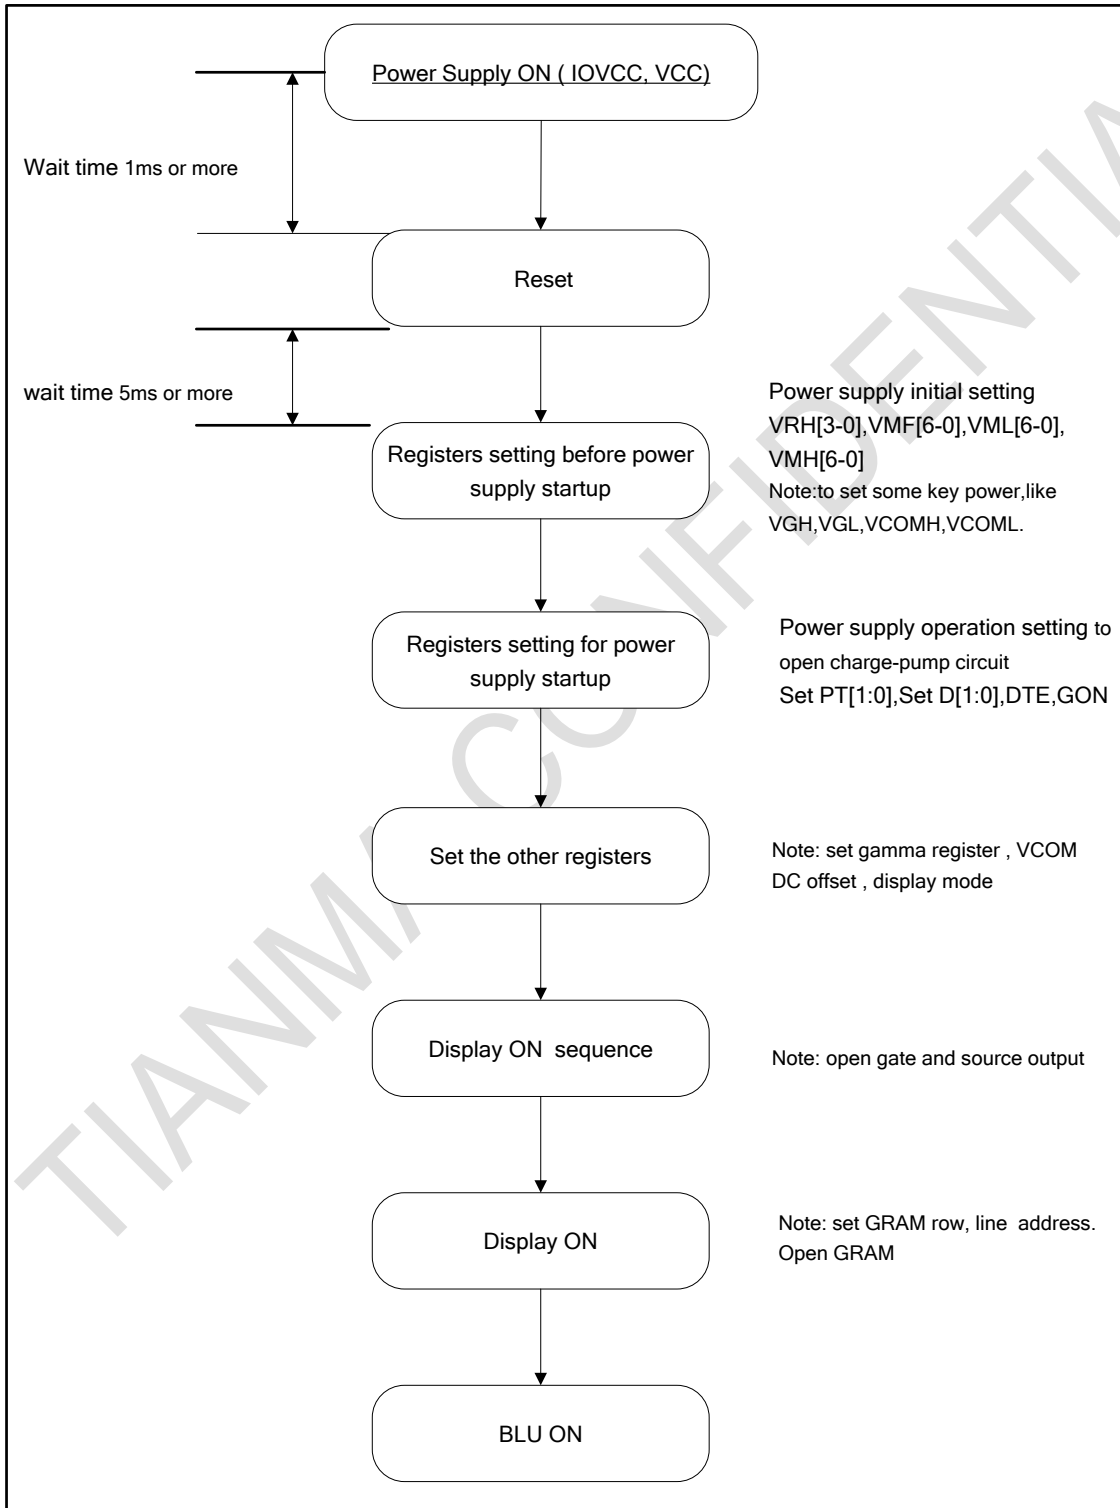 Power Supply ON ( IOVCC, VCC)
Wait time 1ms or more
Reset
wait time 5ms or more
Registers setting before power
supply startup
Power supply initial setting
VRH[3-0],VMF[6-0],VML[6-0],
VMH[6-0]
Note:to set some key power,like
VGH,VGL,VCOMH,VCOML.
Registers setting for power
supply startup
Power supply operation setting to
open charge-pump circuit
Set PT[1:0],Set D[1:0],DTE,GON
Set the other registers
Note: set gamma register , VCOM
DC offset , display mode
Display ON  sequence
Note: open gate and source output
Display ON
Note: set GRAM row, line  address.
Open GRAM
BLU ON
TIANMA CONFIDENTIA